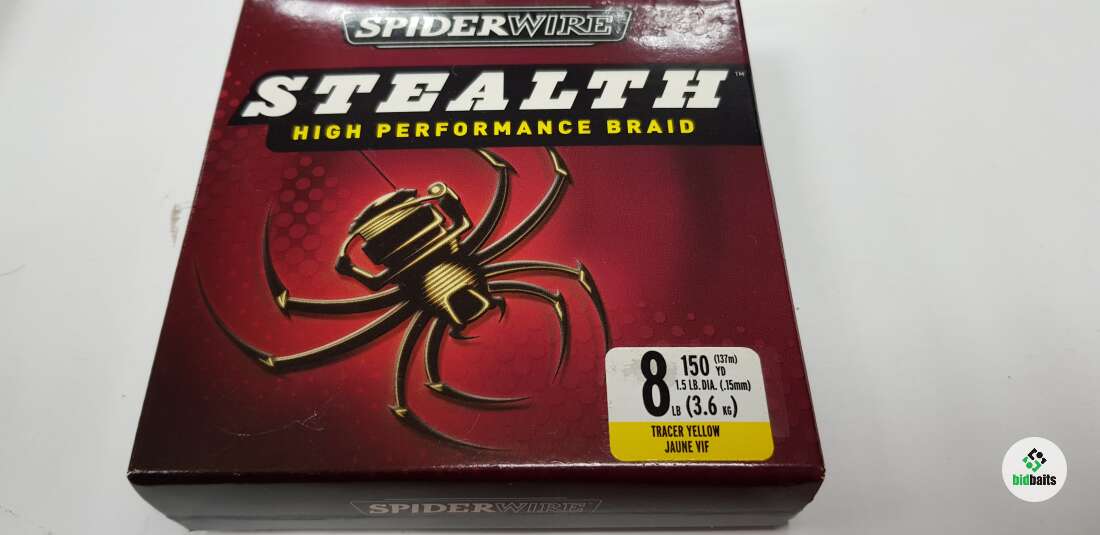 SPIDERWIRE
STEALTH™
HIGH PERFORMANCE BRAID
8 LB 150 YD (137m)
1.5 LB. DIA. (.15mm)
(3.6 KG)
TRACER YELLOW
JAUNE VIF
SPIDERWIRE
bidbaits